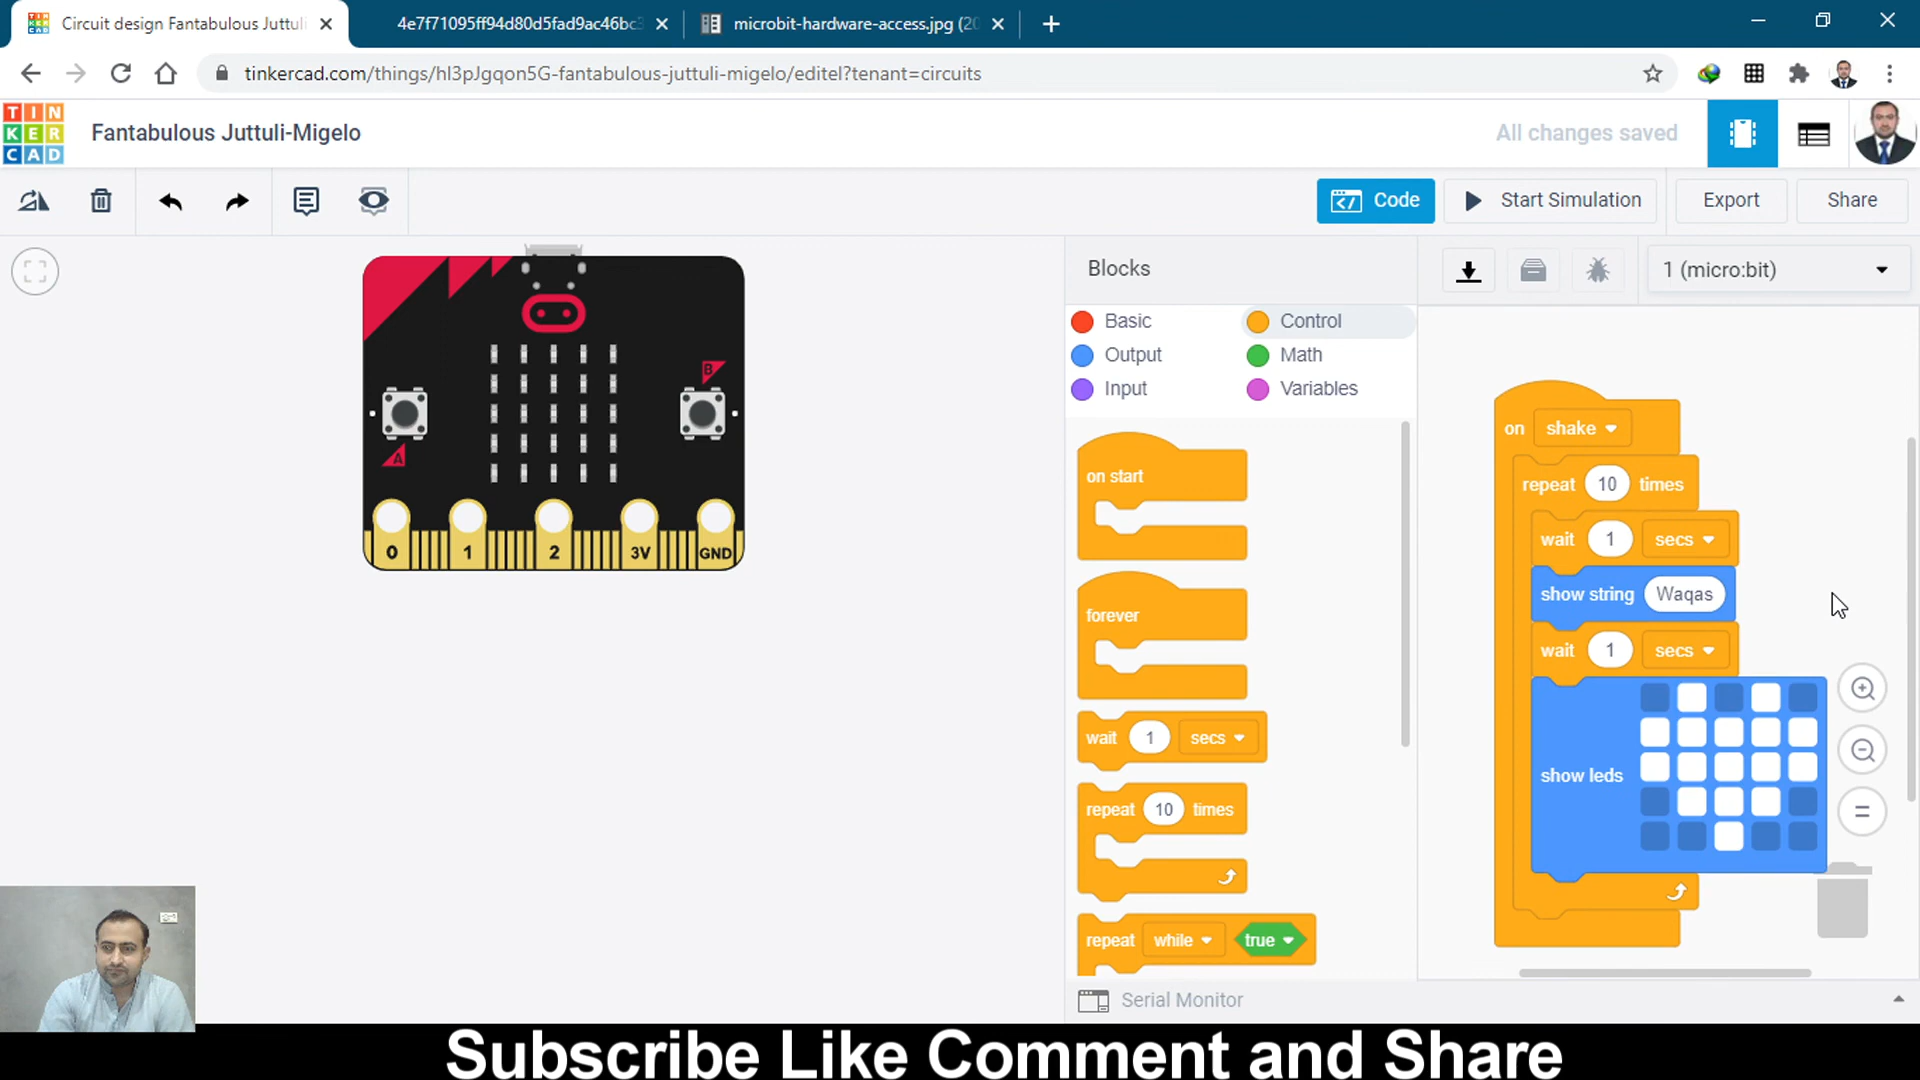 Circuit design Fantabulous Juttuli
4e7f71095ff94d80d5fad9ac46bc
microbit-hardware-access.jpg (20
tinkercad.com/things/hI3pJgqon5G-fantabulous-juttuli-migelo/editel?tenant=circuits
TIN
KER
CAD
Fantabulous Juttuli-Migelo
All changes saved
Code
Start Simulation
Export
Share
Blocks
1 (micro:bit)
Basic
Control
Output
Math
Input
Variables
on start
forever
wait 1 secs
repeat 10 times
repeat while true
on shake
repeat 10 times
wait 1 secs
show string Waqas
wait 1 secs
show leds
A
B
0 1 2 3V GND
Serial Monitor
Subscribe Like Comment and Share